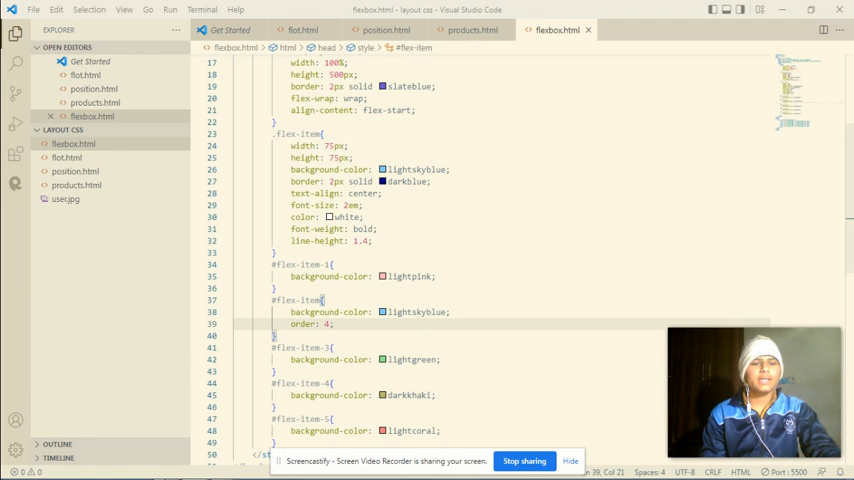 File Edit Selection View Go Run Terminal Help
flexbox.html - layout css - Visual Studio Code
EXPLORER
OPEN EDITORS
Get Started
flot.html
position.html
products.html
flexbox.html
LAYOUT CSS
flexbox.html
flot.html
position.html
products.html
user.jpg
OUTLINE
TIMELINE
Get Started flot.html position.html products.html flexbox.html
flexbox.html > html > head > style > #flex-item
17 width: 100%;
18 height: 500px;
19 border: 2px solid slateblue;
20 flex-wrap: wrap;
21 align-content: flex-start;
22 }
23 .flex-item{
24 width: 75px;
25 height: 75px;
26 background-color: lightskyblue;
27 border: 2px solid darkblue;
28 text-align: center;
29 font-size: 2em;
30 color: white;
31 font-weight: bold;
32 line-height: 1.4;
33 }
34 #flex-item-1{
35 background-color: lightpink;
36 }
37 #flex-item{
38 background-color: lightskyblue;
39 order: 4;
40 }
41 #flex-item-3{
42 background-color: lightgreen;
43 }
44 #flex-item-4{
45 background-color: darkkhaki;
46 }
47 #flex-item-5{
48 background-color: lightcoral;
49 }
50
Screencastify - Screen Video Recorder is sharing your screen. Stop sharing Hide
0 0 Ln 39, Col 21 Spaces: 4 UTF-8 CRLF HTML Port : 5500